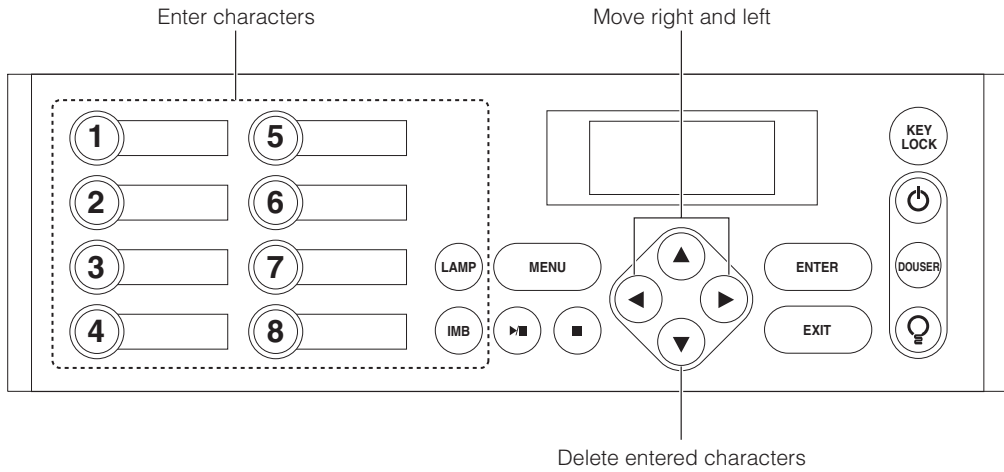 Enter characters
Move right and left
1
5
KEY
LOCK
2
6
3
7
LAMP
MENU
ENTER
DOUSER
4
8
IMB
EXIT
Delete entered characters